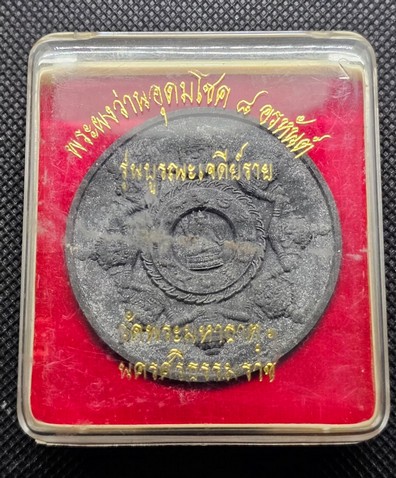 พระผงว่านอุดมโชค ๘ อรหันต์
รุ่นบูรณะเจดีย์ราย
วัดพระมหาธาตุฯ
นครศรีธรรมราช